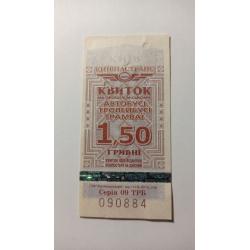 КИЇВПАСТРАНС
КВИТОК
АВТОБУСІ, ТРОЛЕЙБУСІ
ТРАМВАЇ
1,50
ГРИВНІ
Серія 09 ТРБ
090884